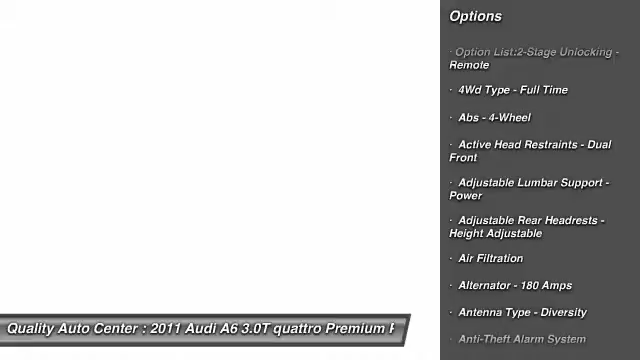 Options
· Option List:2-Stage Unlocking -
Remote
· 4Wd Type - Full Time
· Abs - 4-Wheel
· Active Head Restraints - Dual
Front
· Adjustable Lumbar Support -
Power
· Adjustable Rear Headrests -
Height Adjustable
· Air Filtration
· Alternator - 180 Amps
· Antenna Type - Diversity
· Anti-Theft Alarm System
Quality Auto Center : 2011 Audi A6 3.0T quattro Premium